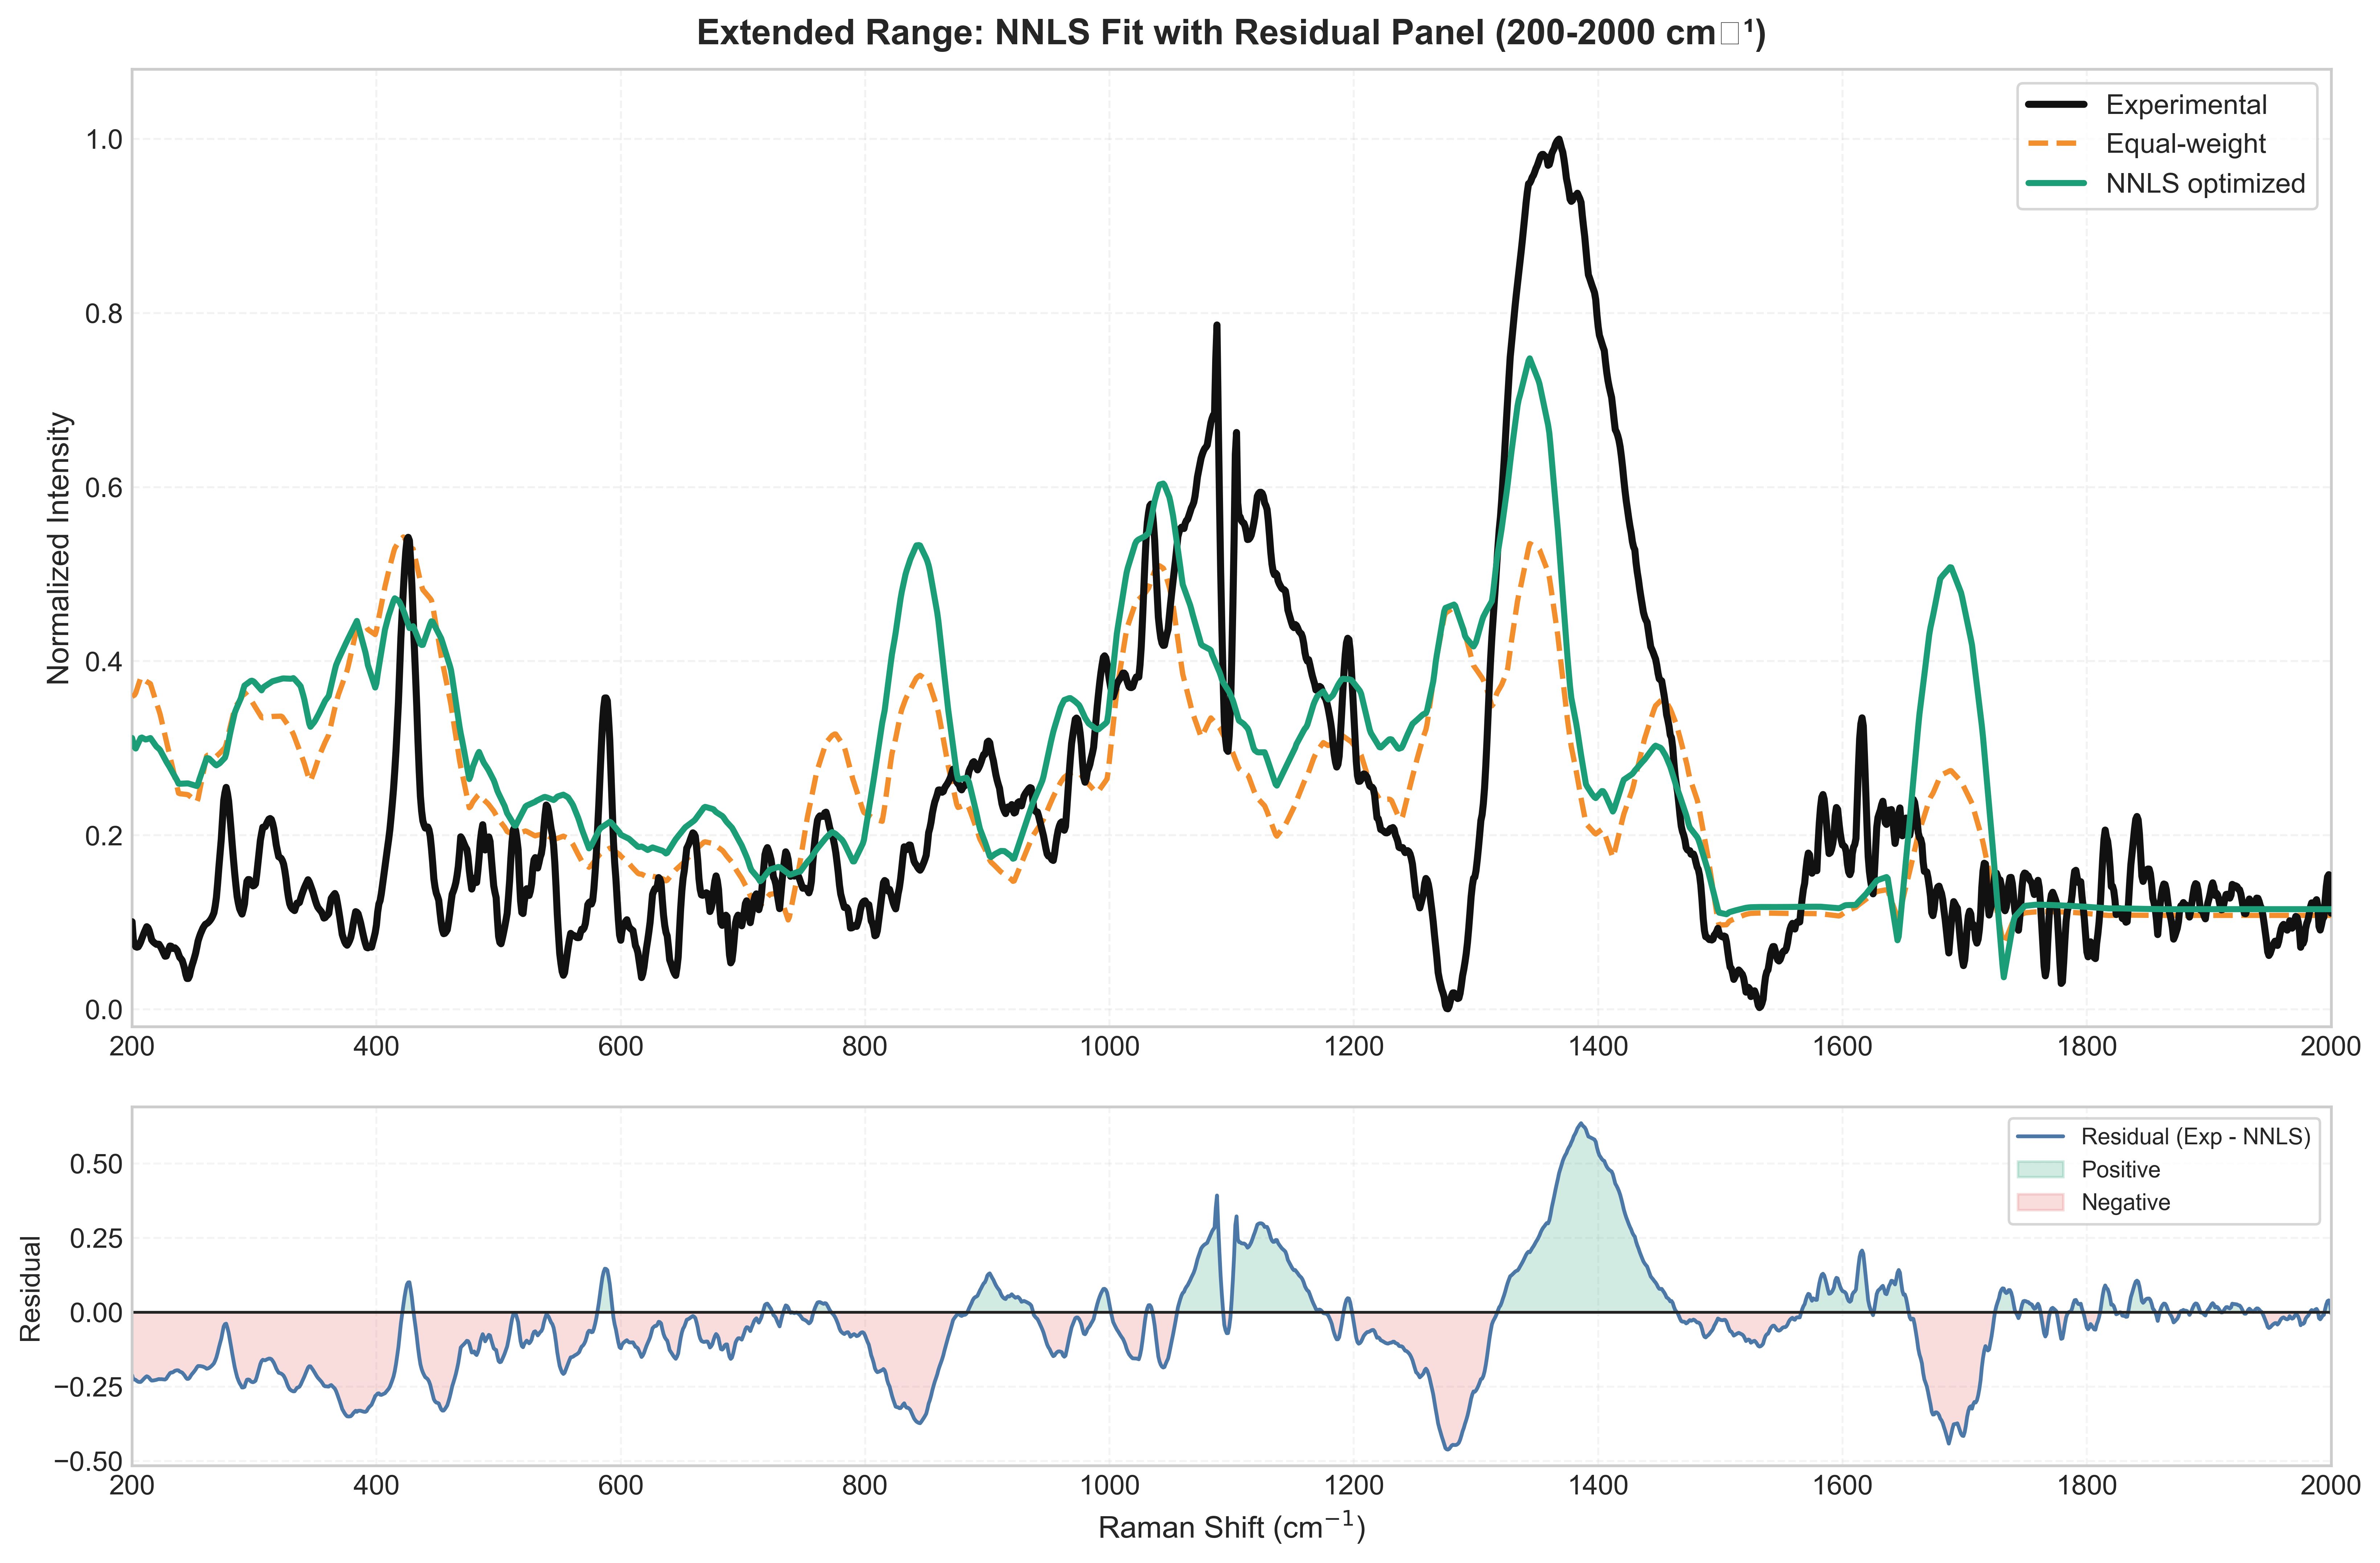 Extended Range: NNLS Fit with Residual Panel (200-2000 cm□¹)
Normalized Intensity
1.0
0.8
0.6
0.4
0.2
0.0
Experimental
Equal-weight
NNLS optimized
200 400 600 800 1000 1200 1400 1600 1800 2000
Residual
0.50
0.25
0.00
−0.25
−0.50
Residual (Exp - NNLS)
Positive
Negative
200 400 600 800 1000 1200 1400 1600 1800 2000
Raman Shift (cm⁻¹)